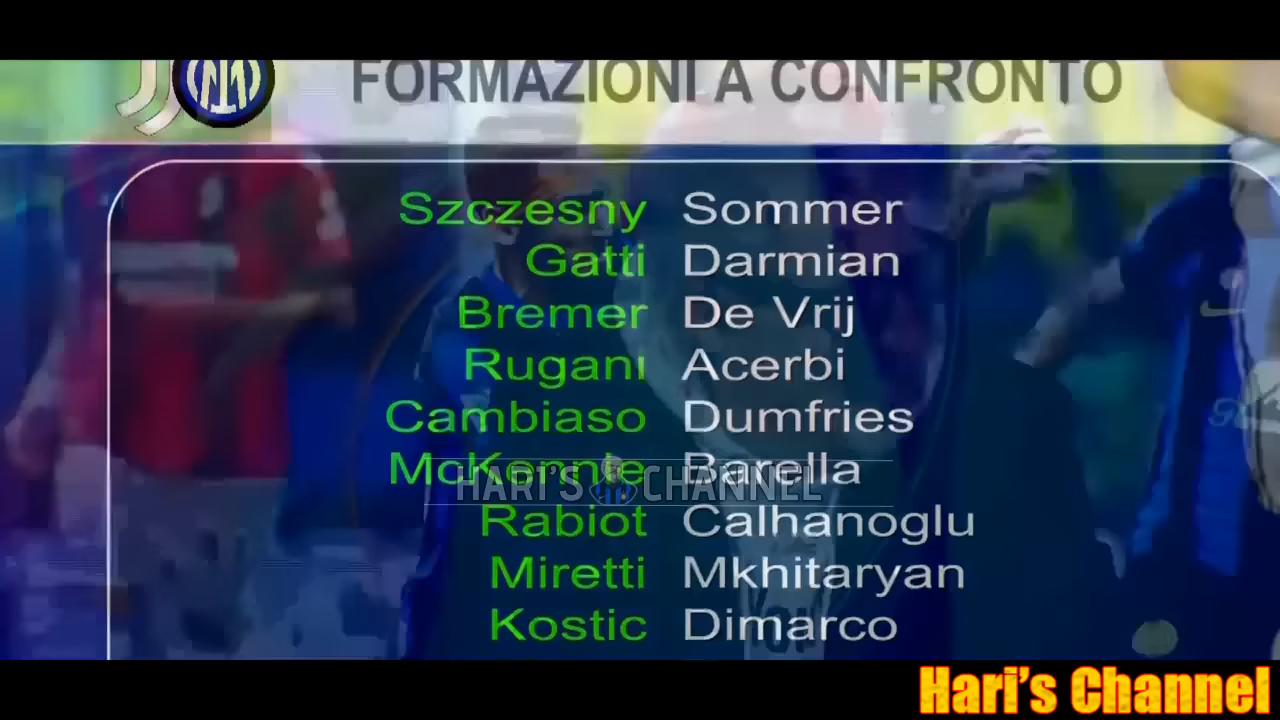 FORMAZIONI A CONFRONTO
Szczesny Sommer
Gatti Darmian
Bremer De Vrij
Rugani Acerbi
Cambiaso Dumfries
McKennie Barella
HARI'S CHANNEL
Rabiot Calhanoglu
Miretti Mkhitaryan
Kostic Dimarco
Hari's Channel